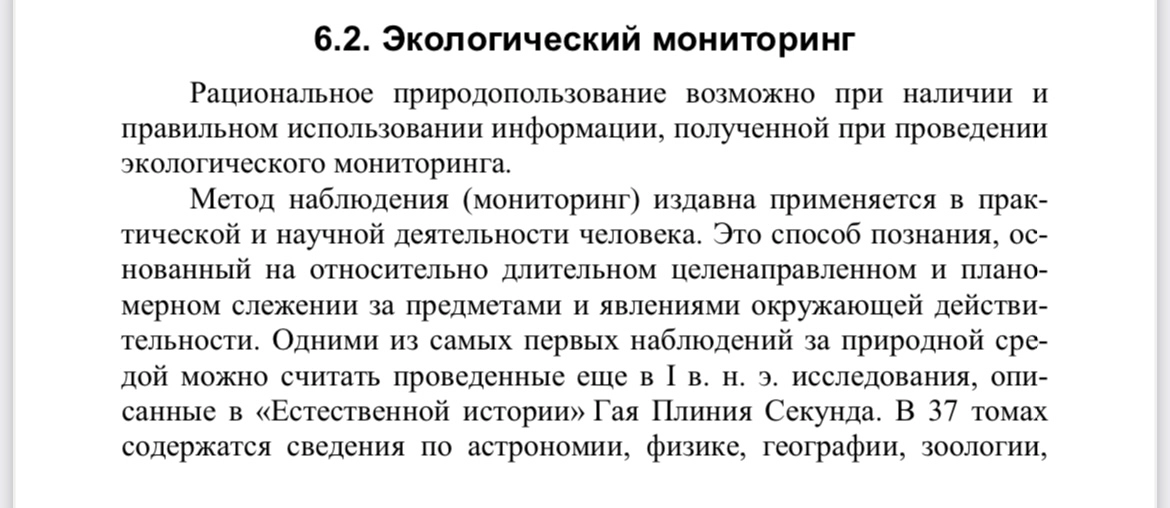 6.2. Экологический мониторинг
Рациональное природопользование возможно при наличии и
правильном использовании информации, полученной при проведении
экологического мониторинга.
Метод наблюдения (мониторинг) издавна применяется в прак-
тической и научной деятельности человека. Это способ познания, ос-
нованный на относительно длительном целенаправленном и плано-
мерном слежении за предметами и явлениями окружающей действи-
тельности. Одними из самых первых наблюдений за природной сре-
дой можно считать проведенные еще в I в. н. э. исследования, опи-
санные в «Естественной истории» Гая Плиния Секунда. В 37 томах
содержатся сведения по астрономии, физике, географии, зоологии,